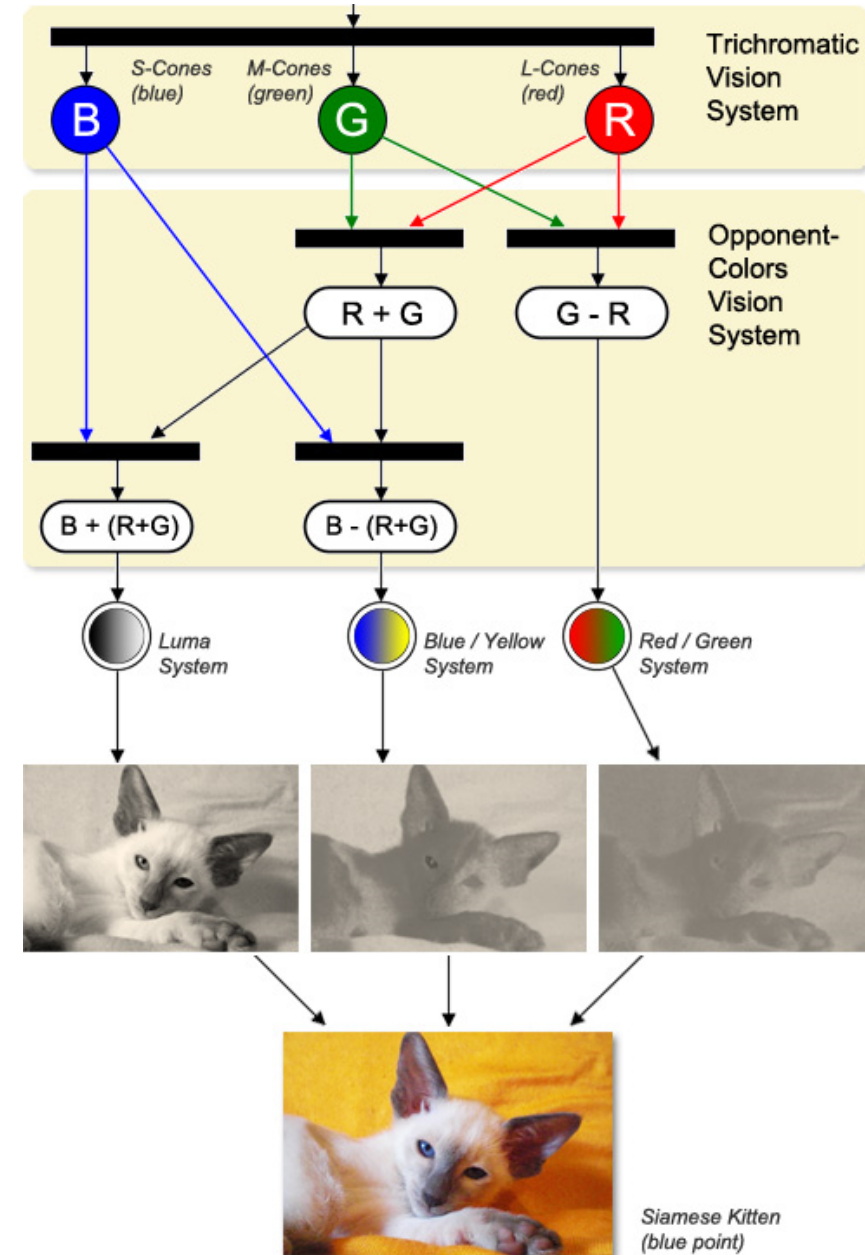 Trichromatic
Vision
System
S-Cones
(blue)
M-Cones
(green)
L-Cones
(red)
B
G
R
Opponent-
Colors
Vision
System
R + G
G - R
B + (R+G)
B - (R+G)
Luma
System
Blue / Yellow
System
Red / Green
System
Siamese Kitten
(blue point)